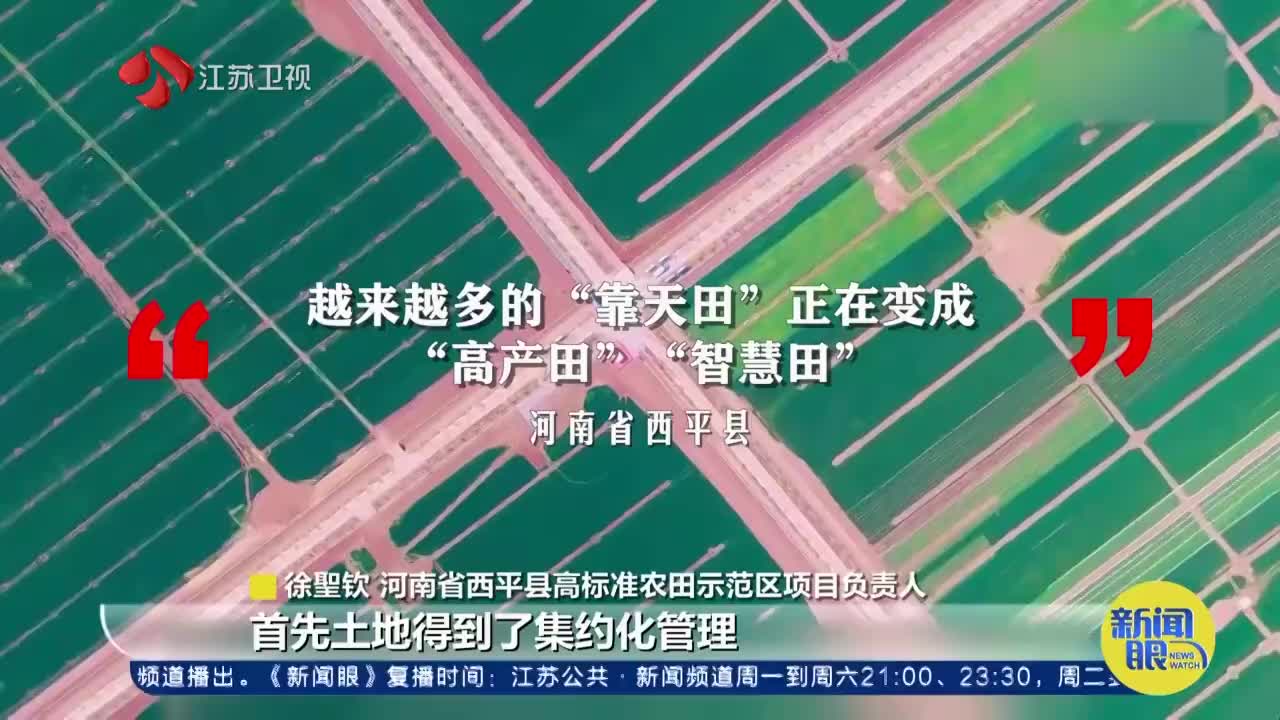 江苏卫视
越来越多的“靠天田”正在变成
“高产田”“智慧田”
河南省西平县
徐聖钦 河南省西平县高标准农田示范区项目负责人
首先土地得到了集约化管理
新闻眼
NEWS WATCH
频道播出。《新闻眼》复播时间：江苏公共·新闻频道周一到周六21:00、23:30，周二